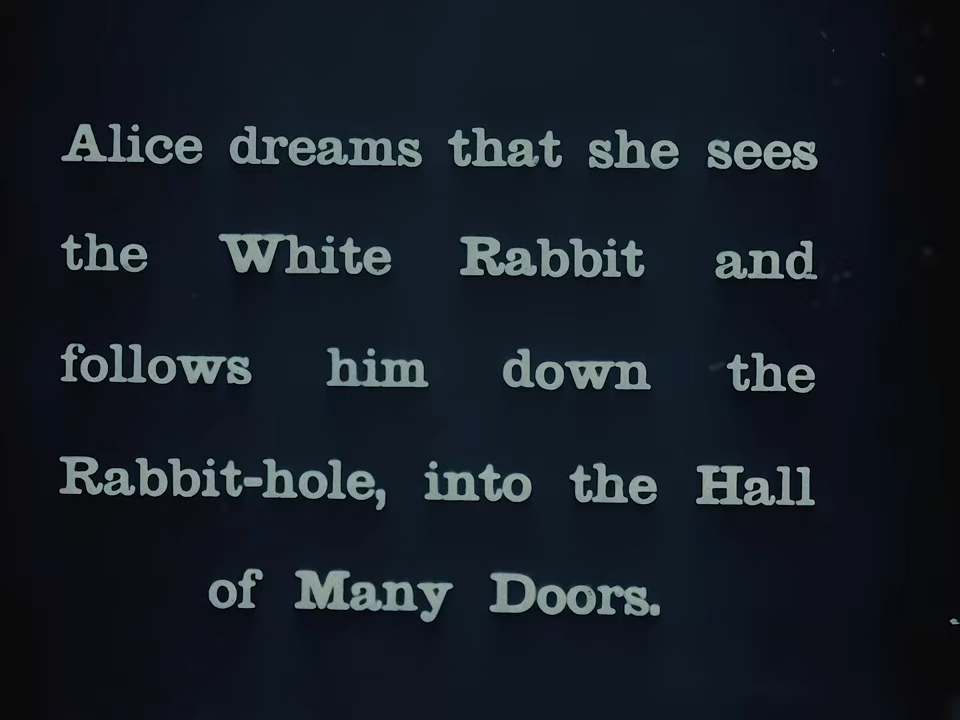 Alice dreams that she sees
the White Rabbit and
follows him down the
Rabbit-hole, into the Hall
of Many Doors.